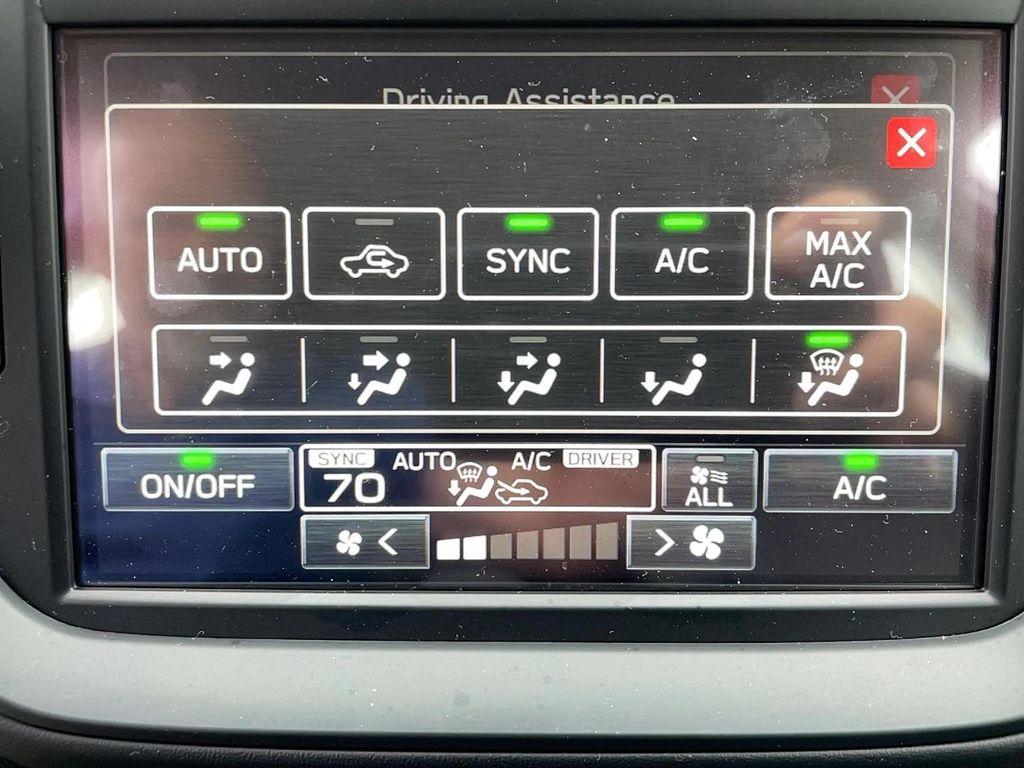 Driving Assistance
AUTO
SYNC
A/C
MAX
A/C
ON/OFF
SYNC
AUTO
A/C
DRIVER
70
ALL
A/C